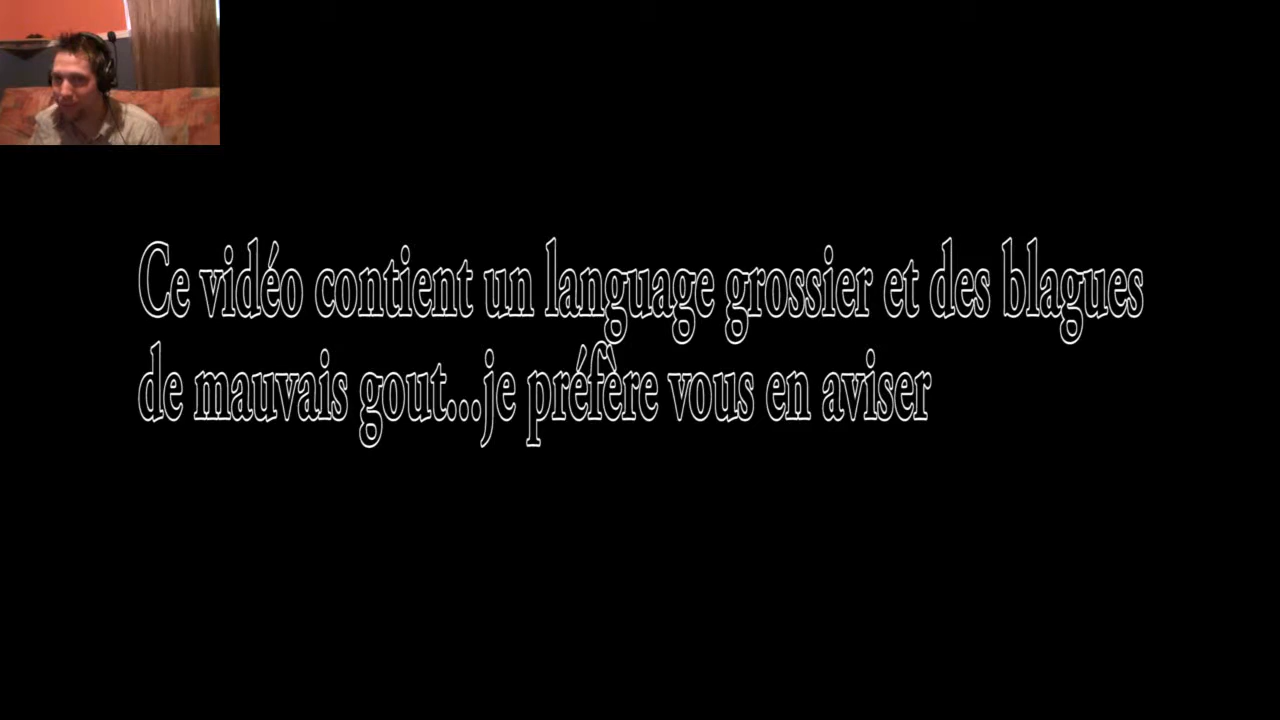 Ce vidéo contient un language grossier et des blagues
de mauvais gout...je préfère vous en aviser